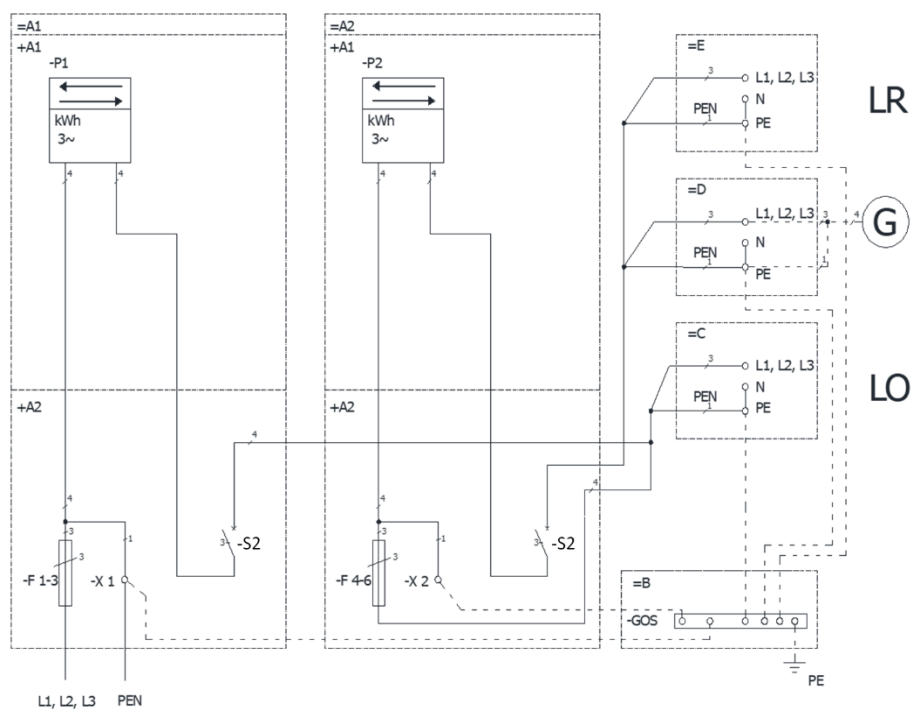 =A1
+A1
-P1
kWh
3~
4
4
+A2
4
3
3
1
-F 1-3
-X 1
3
-S2
4
L1, L2, L3
PEN
=A2
+A1
-P2
kWh
3~
4
4
+A2
4
3
3
1
-F 4-6
-X 2
3
-S2
4
=E
3
L1, L2, L3
N
PEN
1
PE
LR
=D
3
L1, L2, L3
3
4
G
N
PEN
1
PE
1
=C
3
L1, L2, L3
N
PEN
1
PE
LO
=B
-GOS
PE